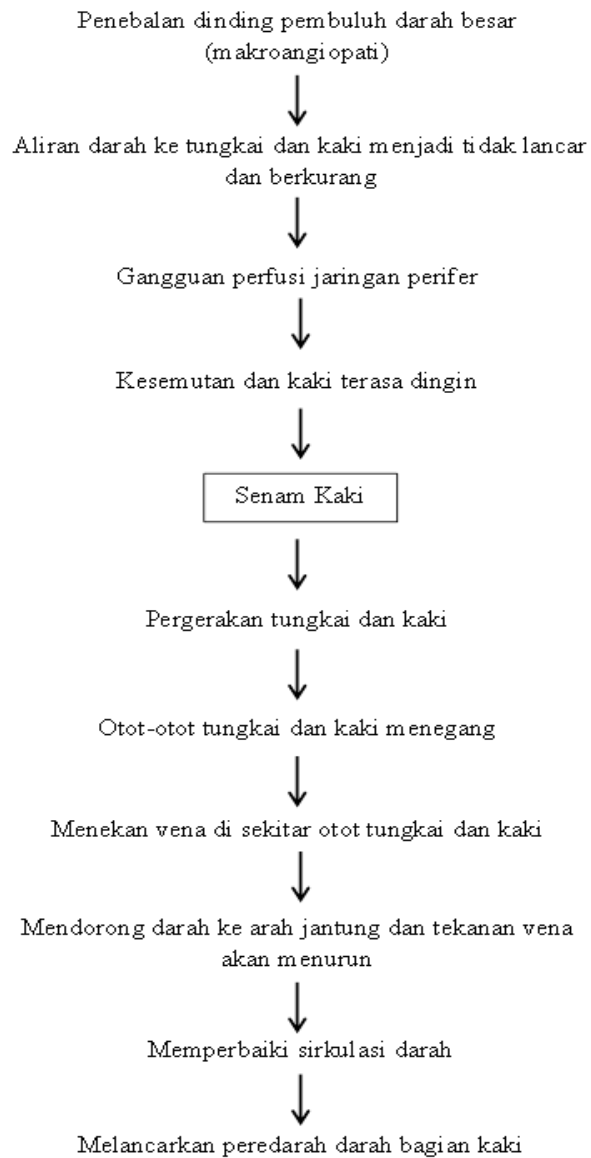 Penebalan dinding pembuluh darah besar
(makroangiopati)
Aliran darah ke tungkai dan kaki menjadi tidak lancar
dan berkurang
Gangguan perfusi jaringan perifer
Kesemutan dan kaki terasa dingin
Senam Kaki
Pergerakan tungkai dan kaki
Otot-otot tungkai dan kaki menegang
Menekan vena di sekitar otot tungkai dan kaki
Mendorong darah ke arah jantung dan tekanan vena
akan menurun
Memperbaiki sirkulasi darah
Melancarkan peredarah darah bagian kaki